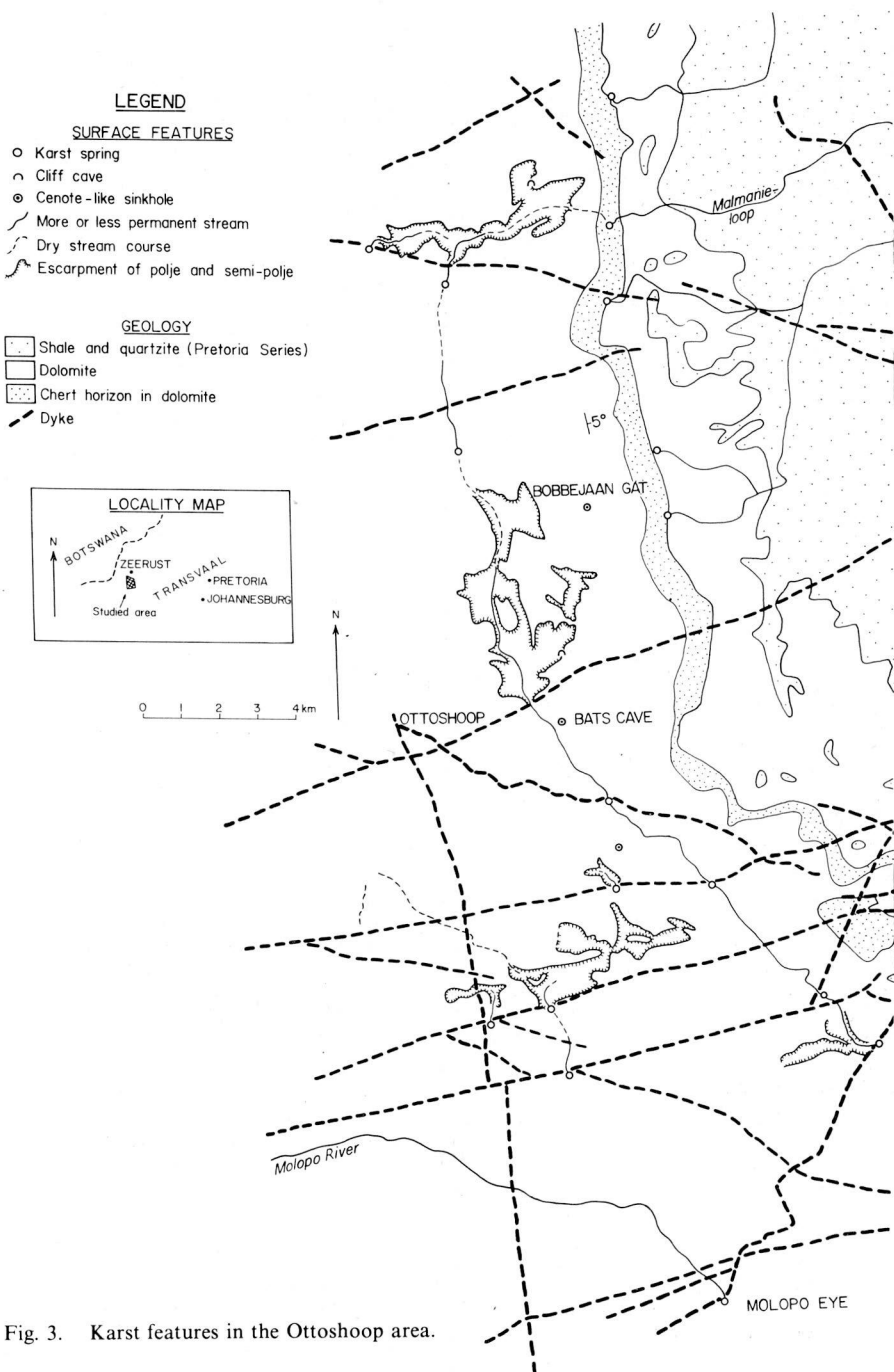 LEGEND
SURFACE FEATURES
Karst spring
Cliff cave
Cenote-like sinkhole
More or less permanent stream
Dry stream course
Escarpment of polje and semi-polje
GEOLOGY
Shale and quartzite (Pretoria Series)
Dolomite
Chert horizon in dolomite
Dyke
LOCALITY MAP
N
BOTSWANA
ZEERUST
TRANSVAAL
PRETORIA
JOHANNESBURG
Studied area
N
0 1 2 3 4 km
Malmanie-
loop
5°
BOBBEJAAN GAT
OTTOSHOOP
BATS CAVE
Molopo River
MOLOPO EYE
Fig. 3. Karst features in the Ottoshoop area.